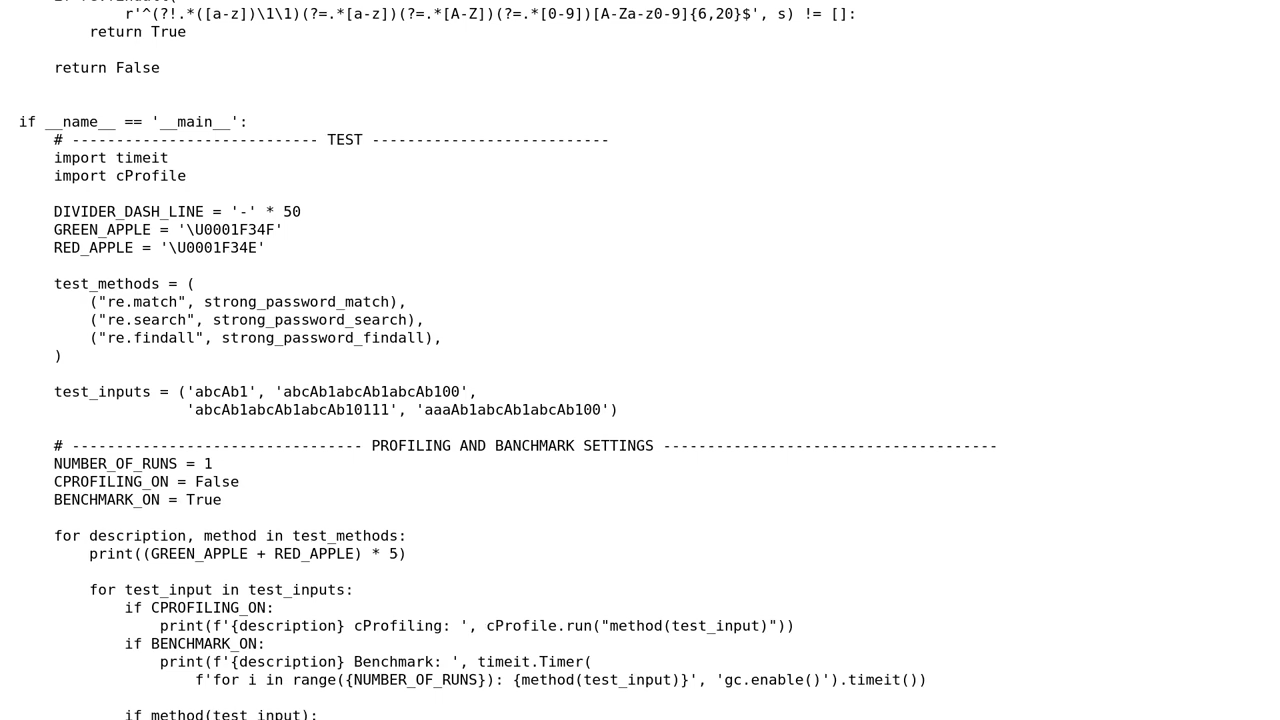 r'^(?!.*([a-z])\1\1)(?=.*[a-z])(?=.*[A-Z])(?=.*[0-9])[A-Za-z0-9]{6,20}$', s) != []:
        return True

    return False


if __name__ == '__main__':
    # ---------------------------- TEST ---------------------------
    import timeit
    import cProfile

    DIVIDER_DASH_LINE = '-' * 50
    GREEN_APPLE = '\U0001F34F'
    RED_APPLE = '\U0001F34E'

    test_methods = (
        ("re.match", strong_password_match),
        ("re.search", strong_password_search),
        ("re.findall", strong_password_findall),
    )

    test_inputs = ('abcAb1', 'abcAb1abcAb1abcAb100',
                   'abcAb1abcAb1abcAb10111', 'aaaAb1abcAb1abcAb100')

    # --------------------------------- PROFILING AND BANCHMARK SETTINGS --------------------------------------
    NUMBER_OF_RUNS = 1
    CPROFILING_ON = False
    BENCHMARK_ON = True

    for description, method in test_methods:
        print((GREEN_APPLE + RED_APPLE) * 5)

        for test_input in test_inputs:
            if CPROFILING_ON:
                print(f'{description} cProfiling: ', cProfile.run("method(test_input)"))
            if BENCHMARK_ON:
                print(f'{description} Benchmark: ', timeit.Timer(
                    f'for i in range({NUMBER_OF_RUNS}): {method(test_input)}', 'gc.enable()').timeit())

            if method(test_input):